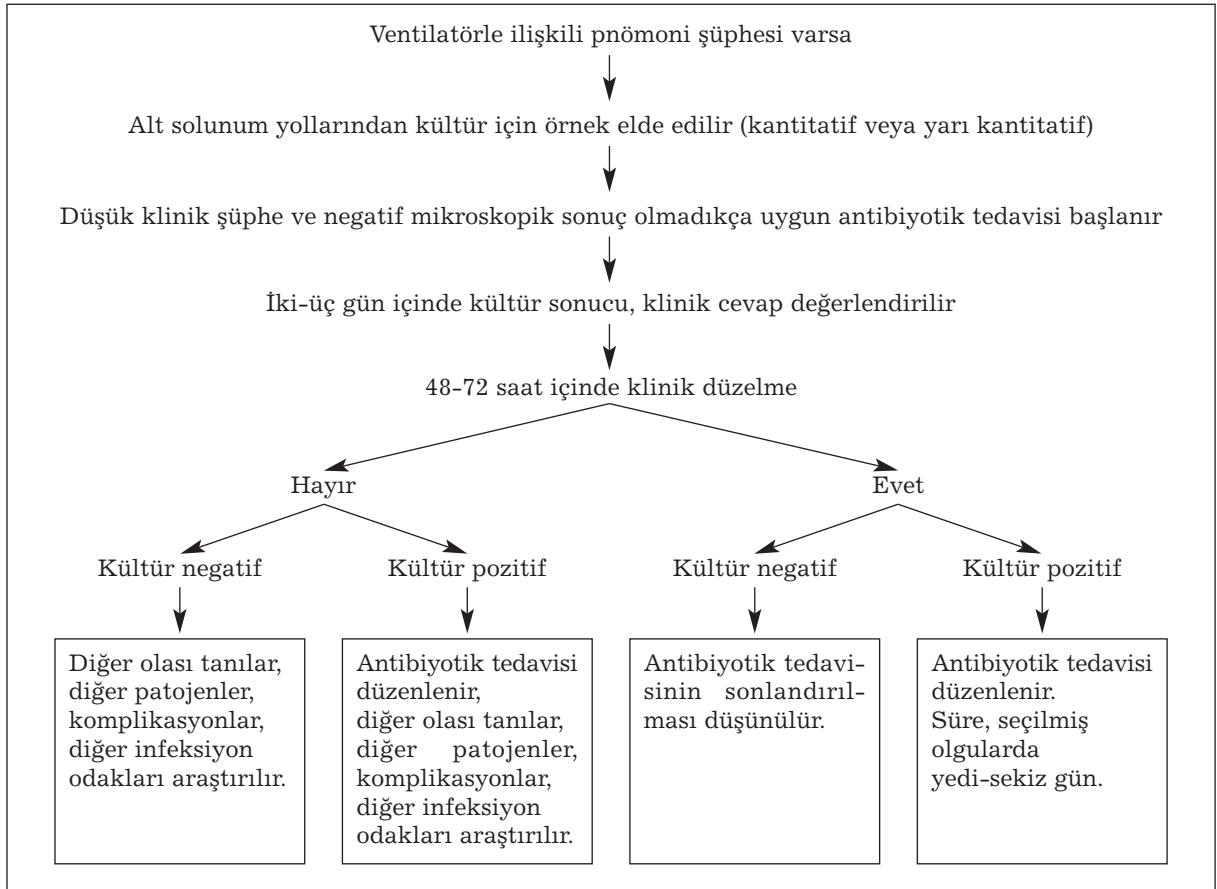 Ventilatörle ilişkili pnömoni şüphesi varsa
Alt solunum yollarından kültür için örnek elde edilir (kantitatif veya yarı kantitatif)
Düşük klinik şüphe ve negatif mikroskopik sonuç olmadıkça uygun antibiyotik tedavisi başlanır
İki-üç gün içinde kültür sonucu, klinik cevap değerlendirilir
48-72 saat içinde klinik düzelme
Hayır
Evet
Kültür negatif
Kültür pozitif
Kültür negatif
Kültür pozitif
Diğer olası tanılar,
diğer patojenler,
komplikasyonlar,
diğer infeksiyon
odakları araştırılır.
Antibiyotik tedavisi
düzenlenir,
diğer olası tanılar,
diğer patojenler,
komplikasyonlar,
diğer infeksiyon
odakları araştırılır.
Antibiyotik tedavi-
sinin sonlandırıl-
ması düşünülür.
Antibiyotik tedavisi
düzenlenir.
Süre, seçilmiş
olgularda
yedi-sekiz gün.